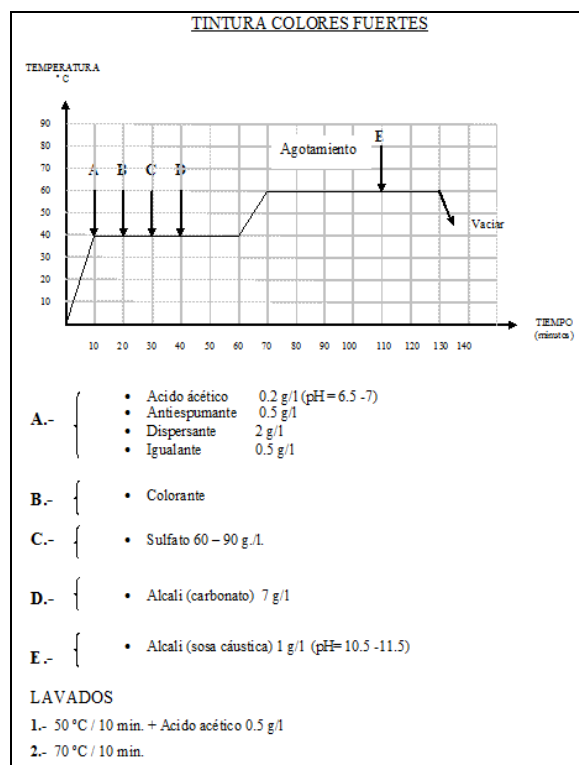 TINTURA COLORES FUERTES
TEMPERATURA
° C
90
80
70
60
50
40
30
20
10
A B C D
Agotamiento
E
Vaciar
10 20 30 40 50 60 70 80 90 100 110 120 130 140
TIEMPO
(minutos)
A.-
• Acido ácético 0.2 g/l (pH = 6.5 -7)
• Antiespumante 0.5 g/l
• Dispersante 2 g/l
• Igualante 0.5 g/l
B.-
• Colorante
C.-
• Sulfato 60 – 90 g./l.
D.-
• Alcali (carbonato) 7 g/l
E.-
• Alcali (sosa cáustica) 1 g/l (pH= 10.5 -11.5)
LAVADOS
1.- 50 ºC / 10 min. + Acido acético 0.5 g/l
2.- 70 ºC / 10 min.